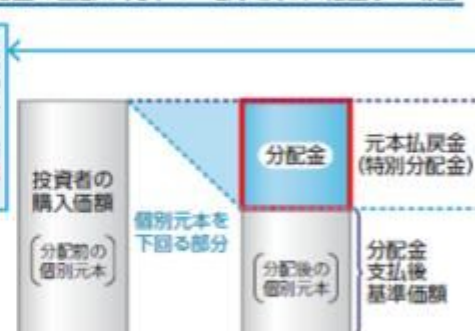 分配金
元本払戻金
(特別分配金)
投資者の
購入価額
(分配前の
個別元本)
個別元本を
下回る部分
(分配後の
個別元本)
分配金
支払後
基準価額